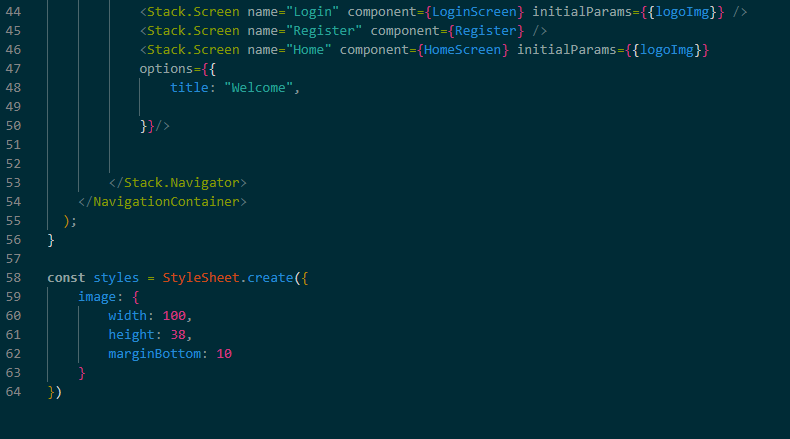 44 <Stack.Screen name="Login" component={LoginScreen} initialParams={{logoImg}} />
45 <Stack.Screen name="Register" component={Register} />
46 <Stack.Screen name="Home" component={HomeScreen} initialParams={{logoImg}}
47 options={{
48 title: "Welcome",
49
50 }}/>
51
52
53 </Stack.Navigator>
54 </NavigationContainer>
55 );
56 }
57
58 const styles = StyleSheet.create({
59 image: {
60 width: 100,
61 height: 38,
62 marginBottom: 10
63 }
64 })